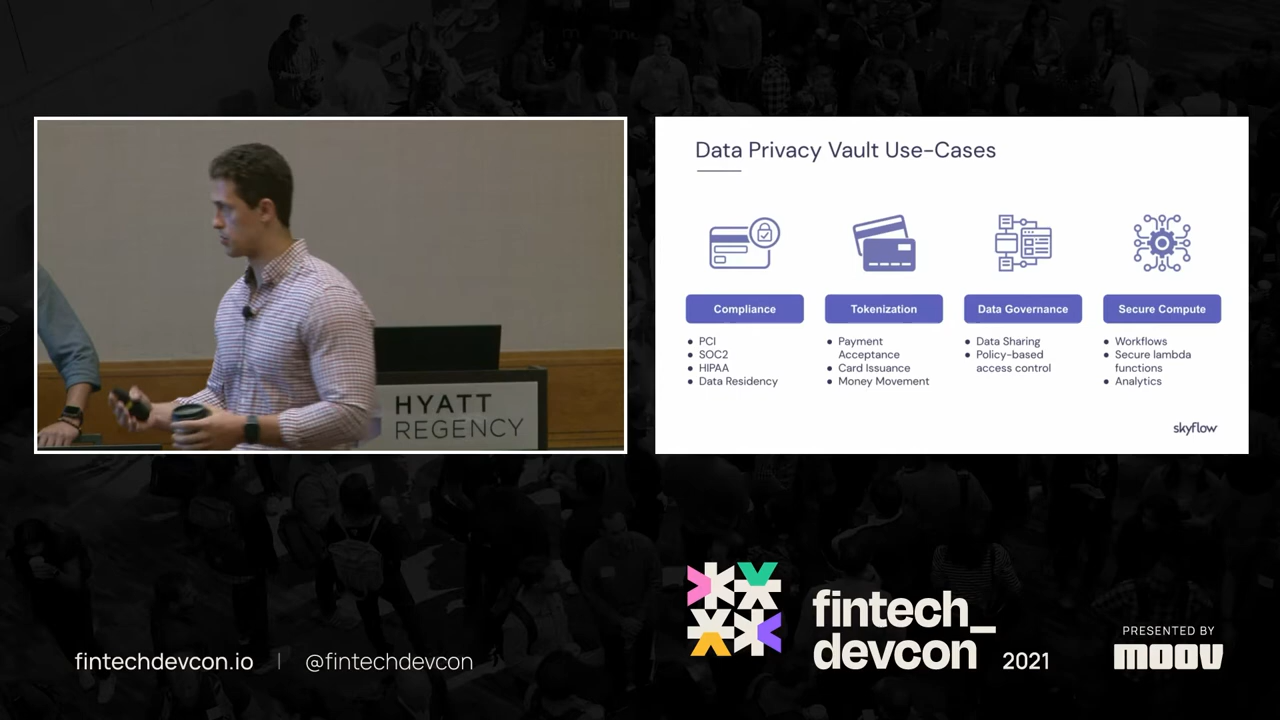 HYATT
REGENCY
Data Privacy Vault Use-Cases
Compliance
• PCI
• SOC2
• HIPAA
• Data Residency
Tokenization
• Payment
Acceptance
• Card Issuance
• Money Movement
Data Governance
• Data Sharing
• Policy-based
access control
Secure Compute
• Workflows
• Secure lambda
functions
• Analytics
skyflow
fintechdevcon.io | @fintechdevcon
fintech_
devcon 2021
PRESENTED BY
moov